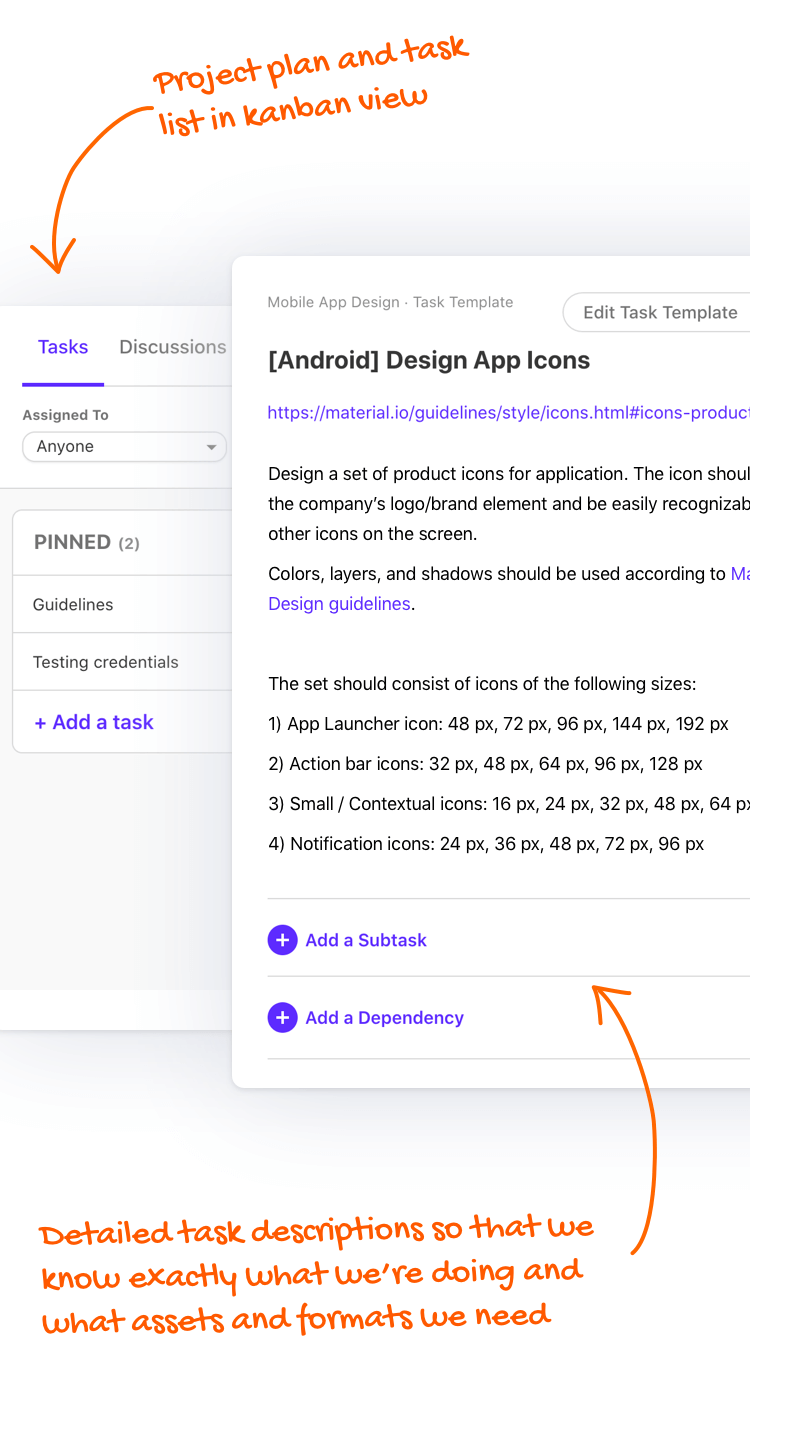 Project plan and task
list in kanban view
Tasks Discussions
Assigned To
Anyone
PINNED (2)
Guidelines
Testing credentials
+ Add a task
Mobile App Design · Task Template
Edit Task Template
[Android] Design App Icons
https://material.io/guidelines/style/icons.html#icons-product
Design a set of product icons for application. The icon shoul
the company’s logo/brand element and be easily recognizab
other icons on the screen.
Colors, layers, and shadows should be used according to Ma
Design guidelines.
The set should consist of icons of the following sizes:
1) App Launcher icon: 48 px, 72 px, 96 px, 144 px, 192 px
2) Action bar icons: 32 px, 48 px, 64 px, 96 px, 128 px
3) Small / Contextual icons: 16 px, 24 px, 32 px, 48 px, 64 px
4) Notification icons: 24 px, 36 px, 48 px, 72 px, 96 px
Add a Subtask
Add a Dependency
Detailed task descriptions so that we
know exactly what we’re doing and
what assets and formats we need